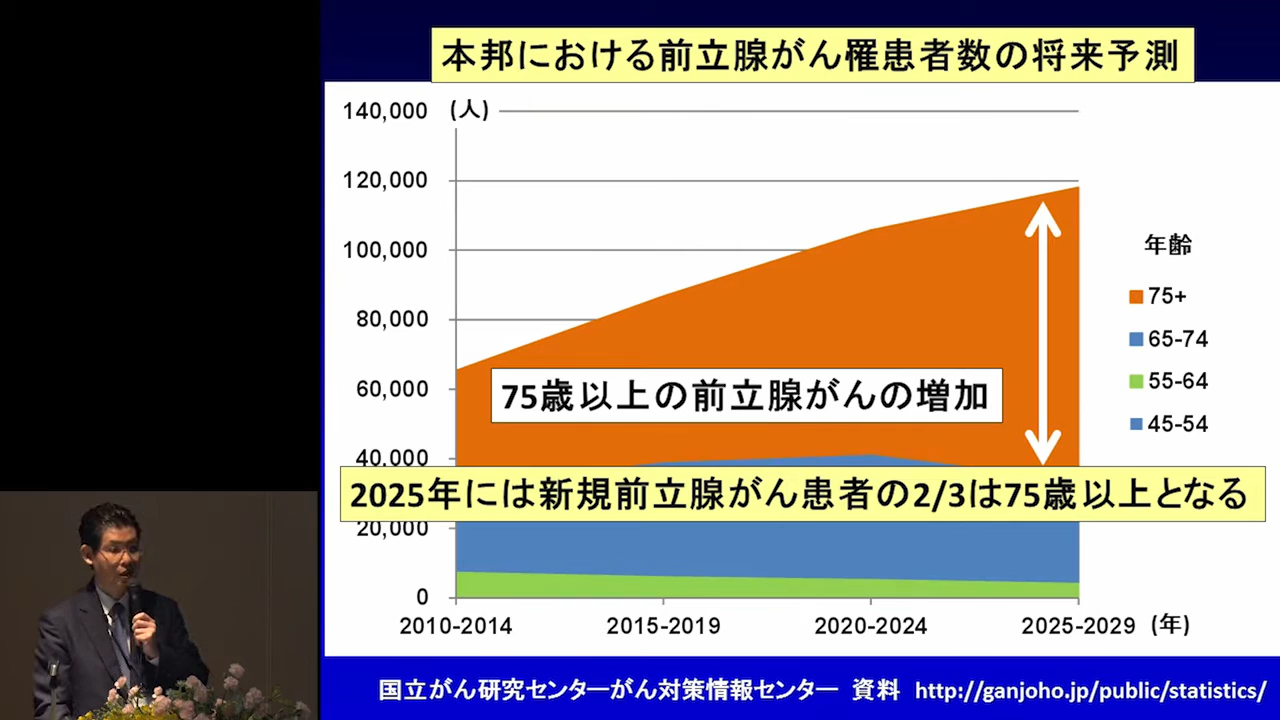 本邦における前立腺がん罹患者数の将来予測
140,000
(人)
120,000
100,000
80,000
60,000
40,000
20,000
0
2010-2014
2015-2019
2020-2024
2025-2029
(年)
年齢
75+
65-74
55-64
45-54
75歳以上の前立腺がんの増加
2025年には新規前立腺がん患者の2/3は75歳以上となる
国立がん研究センターがん対策情報センター 資料 http://ganjoho.jp/public/statistics/